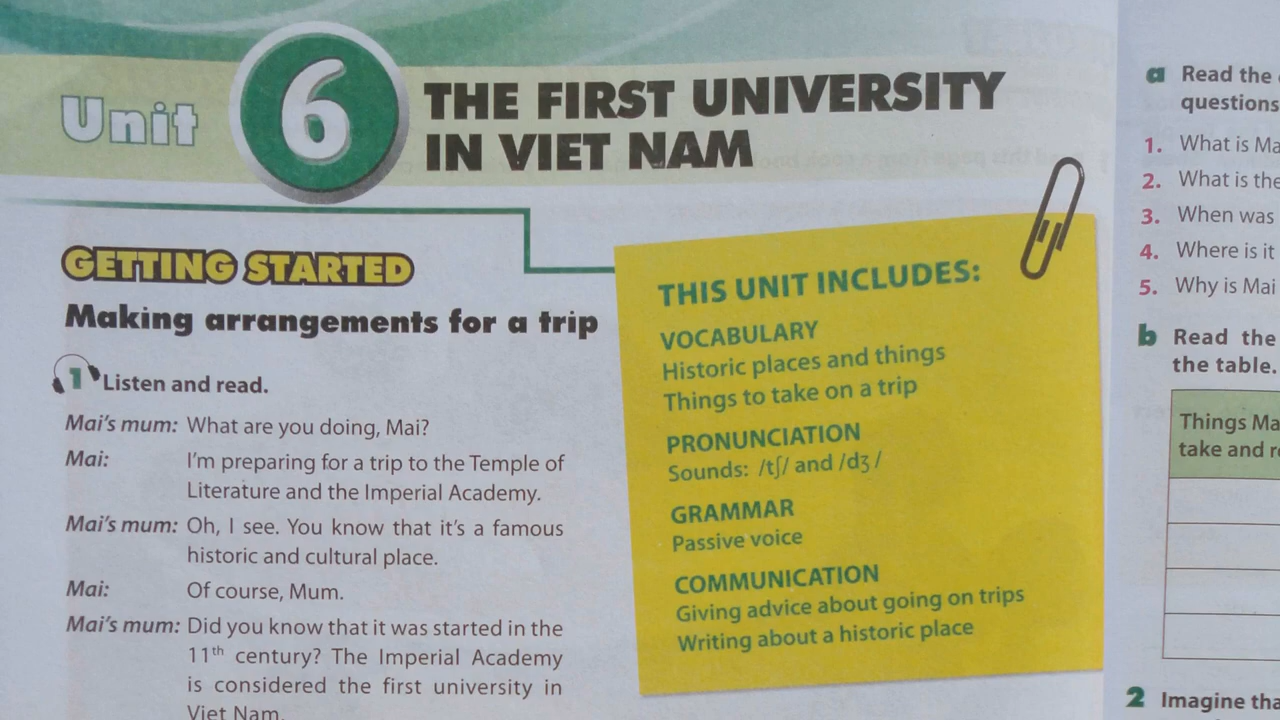 Unit 6
THE FIRST UNIVERSITY
IN VIET NAM
GETTING STARTED
Making arrangements for a trip
1 Listen and read.
Mai's mum: What are you doing, Mai?
Mai: I'm preparing for a trip to the Temple of
Literature and the Imperial Academy.
Mai's mum: Oh, I see. You know that it's a famous
historic and cultural place.
Mai: Of course, Mum.
Mai's mum: Did you know that it was started in the
11th century? The Imperial Academy
is considered the first university in
Viet Nam.
THIS UNIT INCLUDES:
VOCABULARY
Historic places and things
Things to take on a trip
PRONUNCIATION
Sounds: /tʃ/ and /dʒ/
GRAMMAR
Passive voice
COMMUNICATION
Giving advice about going on trips
Writing about a historic place
a Read the
questions
1. What is Ma
2. What is the
3. When was
4. Where is it
5. Why is Mai
b Read the
the table.
Things Ma
take and
2 Imagine tha